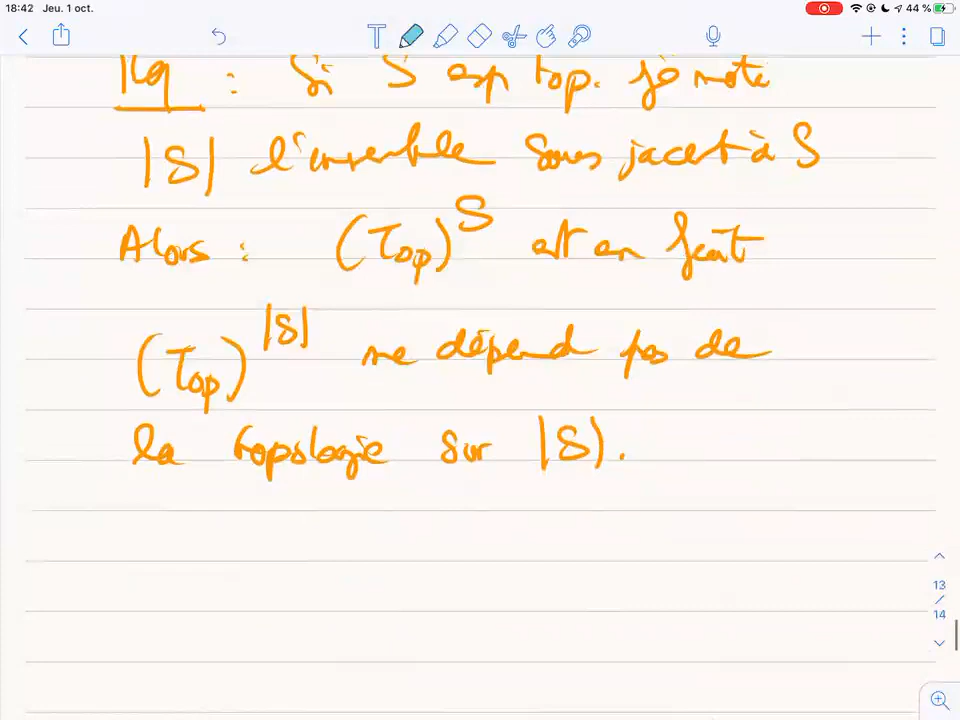 18:42 Jeu. 1 oct. 44 %
Rq : Si S esp top. je note
|S| l'ensemble sous jacent à S
Alors : (Top)^S est en fait
(Top)^|S| ne dépend pas de
la topologie sur |S|.
13
/
14